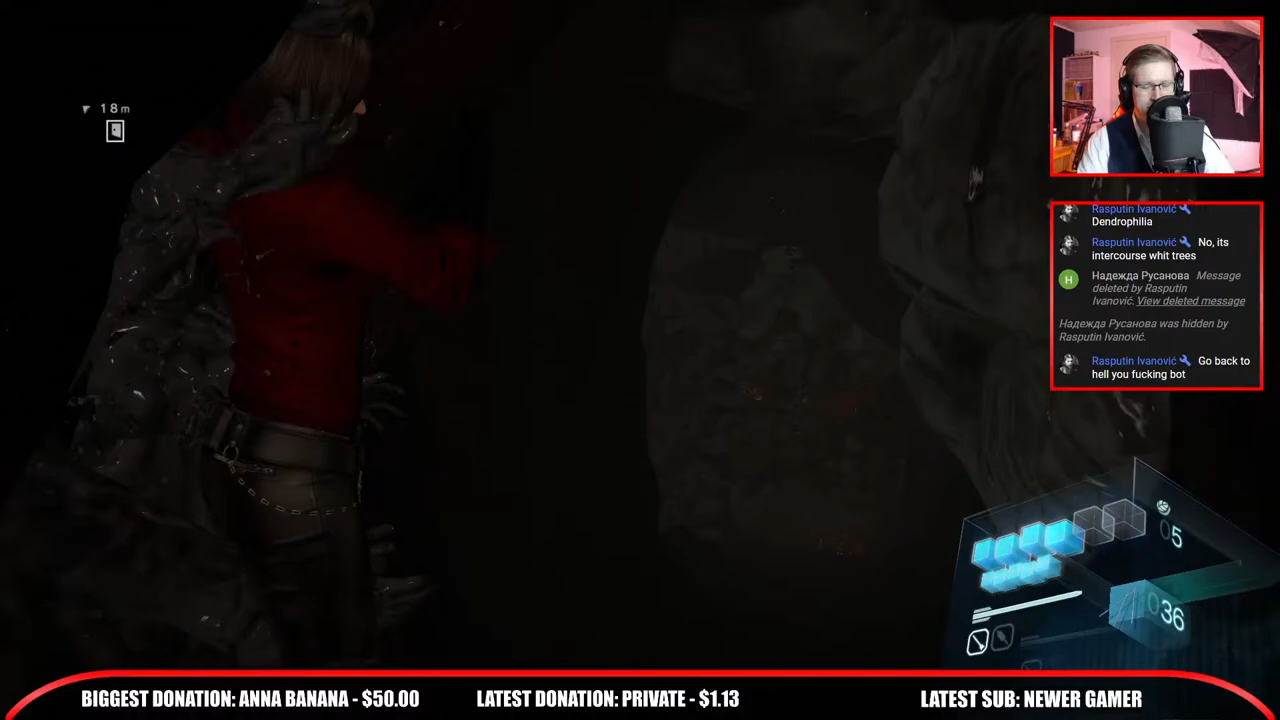 18m
Rasputin Ivanović
Dendrophilia
Rasputin Ivanović No, its
intercourse whit trees
H
Надежда Русанова Message
deleted by Rasputin
Ivanović. View deleted message
Надежда Русанова was hidden by
Rasputin Ivanović.
Rasputin Ivanović Go back to
hell you fucking bot
05
036
BIGGEST DONATION: ANNA BANANA - $50.00 LATEST DONATION: PRIVATE - $1.13 LATEST SUB: NEWER GAMER